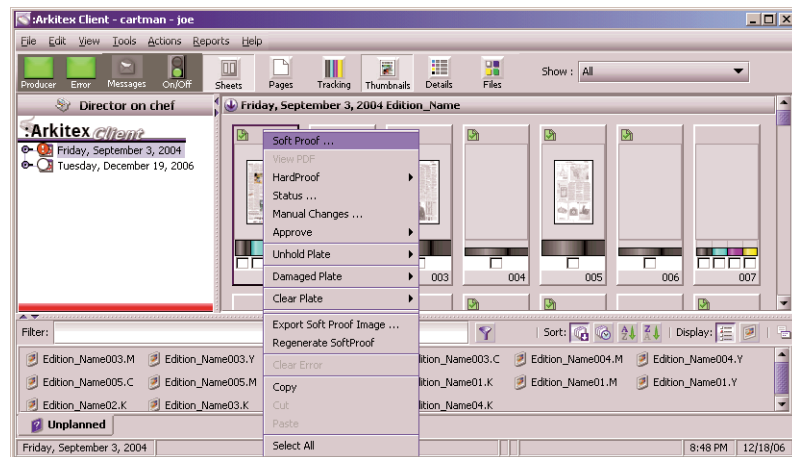 :Arkitex Client - cartman - joe
File Edit View Tools Actions Reports Help
Producer Error Messages On/Off Sheets Pages Tracking Thumbnails Details Files Show : All
Director on chef
Friday, September 3, 2004 Edition_Name
:Arkitex Client
Friday, September 3, 2004
Tuesday, December 19, 2006
Soft Proof ...
View PDF
HardProof
Status ...
Manual Changes ...
Approve
Unhold Plate
Damaged Plate
Clear Plate
Export Soft Proof Image ...
Regenerate SoftProof
Clear Error
Copy
Cut
Paste
Select All
003 004 005 006 007
Filter: Sort: Display:
Edition_Name003.M Edition_Name003.Y ition_Name003.C Edition_Name004.M Edition_Name004.Y
Edition_Name005.C Edition_Name005.M ition_Name01.K Edition_Name01.M Edition_Name01.Y
Edition_Name02.K Edition_Name03.K ition_Name04.K
Unplanned
Friday, September 3, 2004 8:48 PM 12/18/06